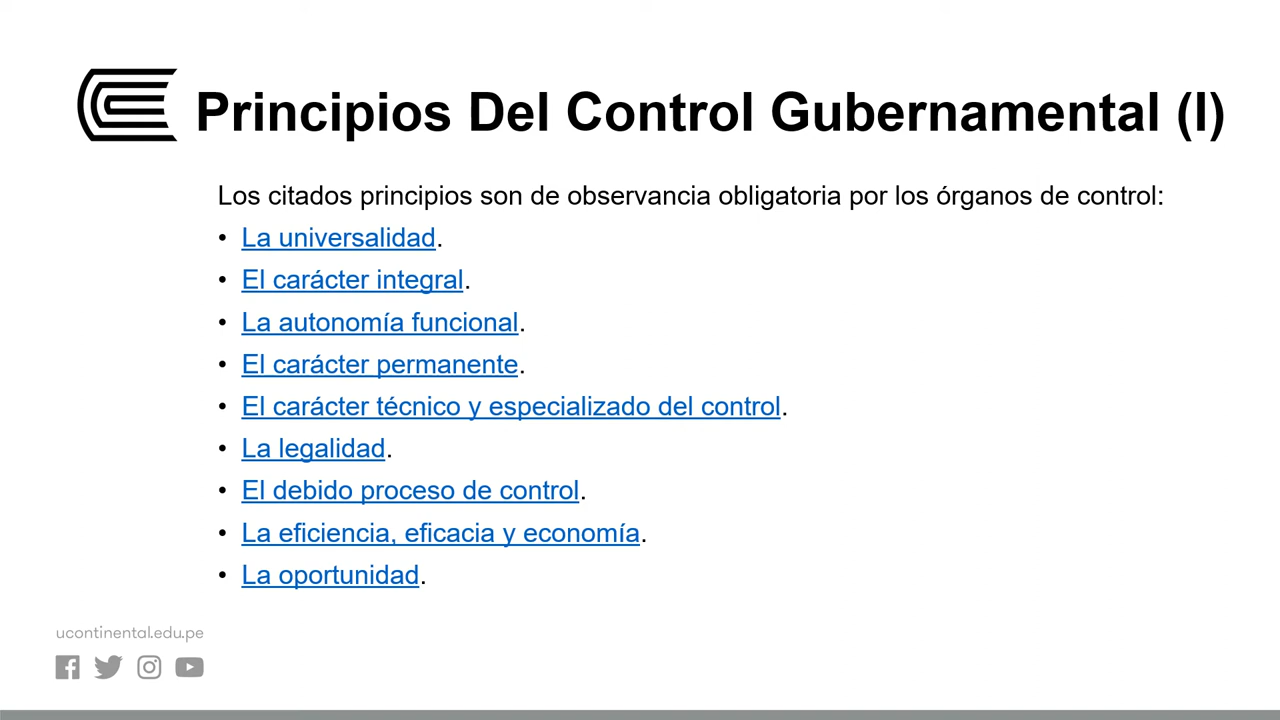 Principios Del Control Gubernamental (I)
Los citados principios son de observancia obligatoria por los órganos de control:
• La universalidad.
• El carácter integral.
• La autonomía funcional.
• El carácter permanente.
• El carácter técnico y especializado del control.
• La legalidad.
• El debido proceso de control.
• La eficiencia, eficacia y economía.
• La oportunidad.
ucontinental.edu.pe